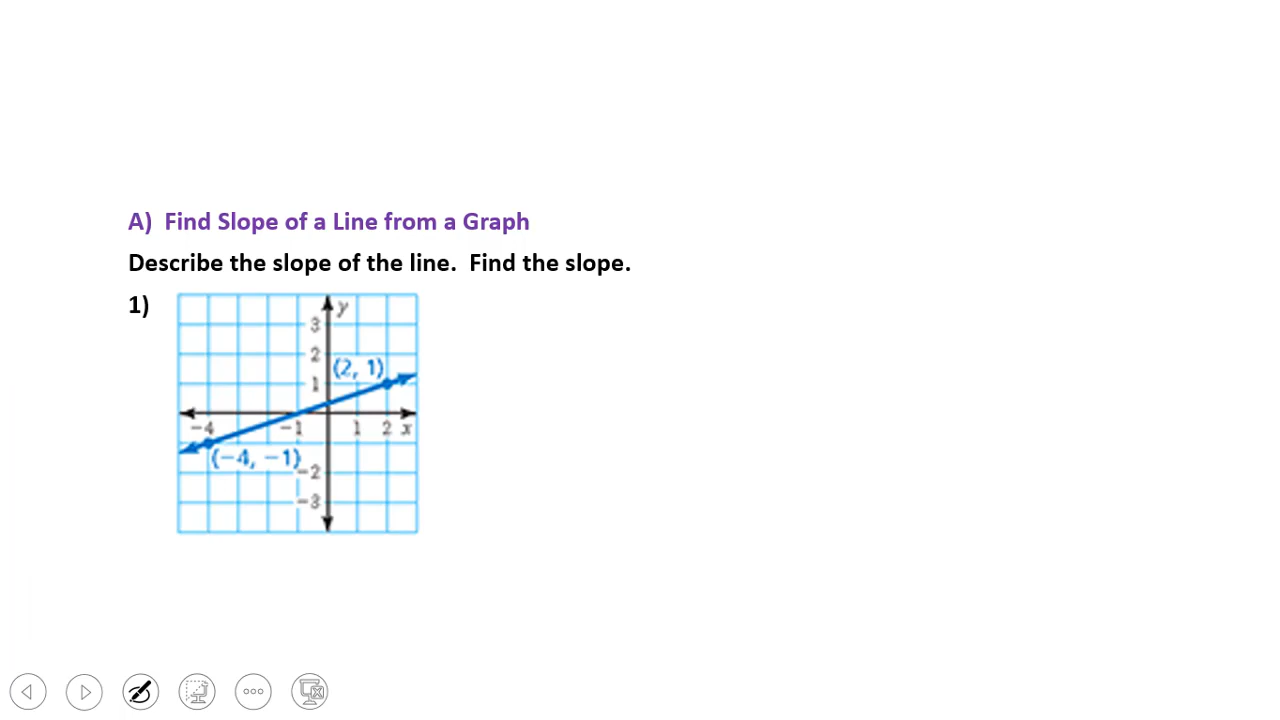 A)  Find Slope of a Line from a Graph
Describe the slope of the line.  Find the slope.
1)
y
3
2
(2, 1)
1
−4 −1 1 2 x
(−4, −1)
−2
−3